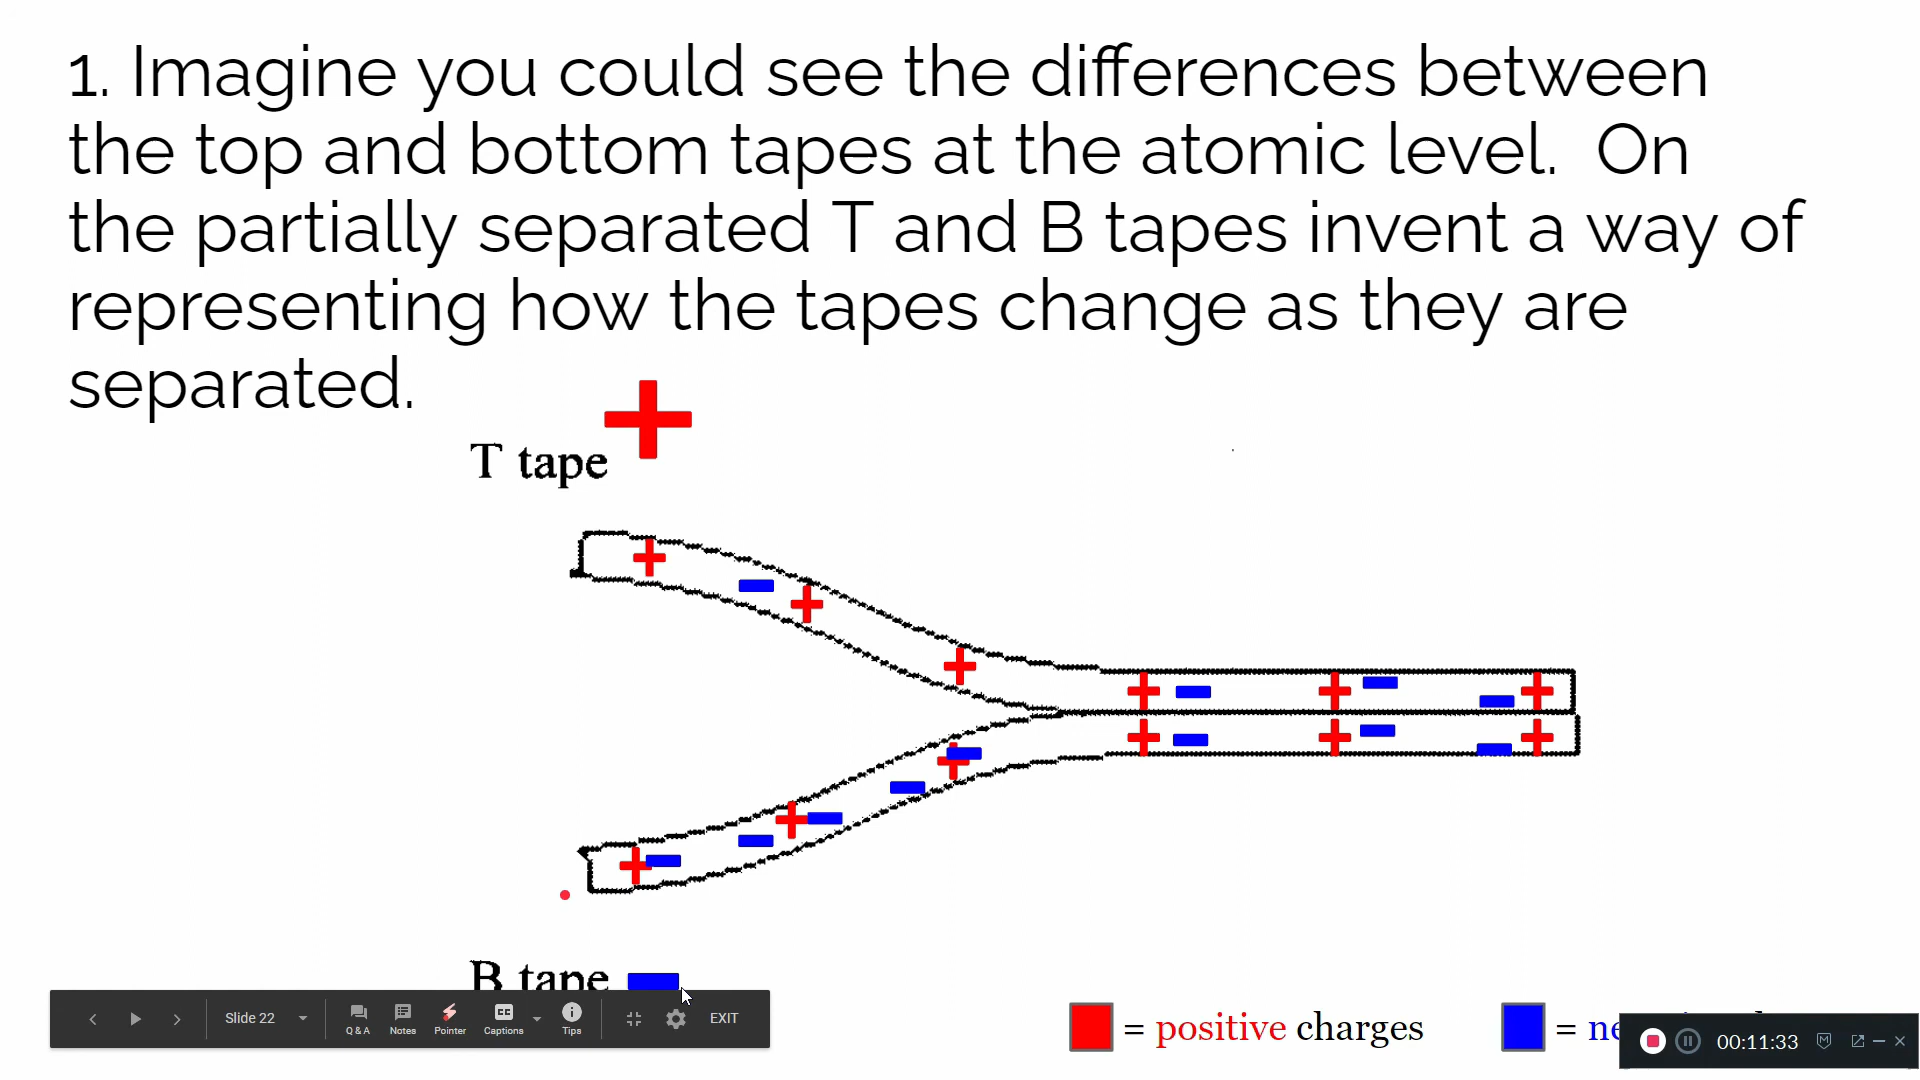 1. Imagine you could see the differences between
the top and bottom tapes at the atomic level. On
the partially separated T and B tapes invent a way of
representing how the tapes change as they are
separated.
T tape
B tape
Slide 22
Q & A
Notes
Pointer
CC
Captions
Tips
EXIT
= positive charges
=
00:11:33